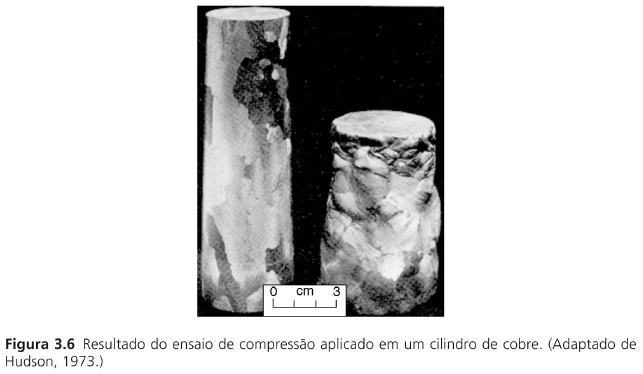 0 cm 3
Figura 3.6 Resultado do ensaio de compressão aplicado em um cilindro de cobre. (Adaptado de
Hudson, 1973.)